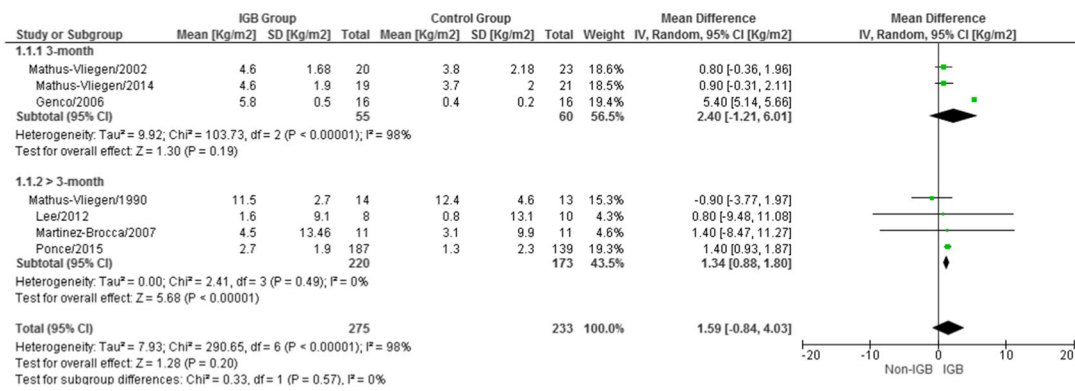 IGB Group Control Group Mean Difference Mean Difference
Study or Subgroup Mean [Kg/m2] SD [Kg/m2] Total Mean [Kg/m2] SD [Kg/m2] Total Weight IV, Random, 95% CI [Kg/m2] IV, Random, 95% CI [Kg/m2]
1.1.1 3-month
Mathus-Vliegen/2002 4.6 1.68 20 3.8 2.18 23 18.6% 0.80 [-0.36, 1.96]
Mathus-Vliegen/2014 4.6 1.9 19 3.7 2 21 18.5% 0.90 [-0.31, 2.11]
Genco/2006 5.8 0.5 16 0.4 0.2 16 19.4% 5.40 [5.14, 5.66]
Subtotal (95% CI) 55 60 56.5% 2.40 [-1.21, 6.01]
Heterogeneity: Tau² = 9.92; Chi² = 103.73, df = 2 (P < 0.00001); I² = 98%
Test for overall effect: Z = 1.30 (P = 0.19)
1.1.2 > 3-month
Mathus-Vliegen/1990 11.5 2.7 14 12.4 4.6 13 15.3% -0.90 [-3.77, 1.97]
Lee/2012 1.6 9.1 8 0.8 13.1 10 4.3% 0.80 [-9.48, 11.08]
Martinez-Brocca/2007 4.5 13.46 11 3.1 9.9 11 4.6% 1.40 [-8.47, 11.27]
Ponce/2015 2.7 1.9 187 1.3 2.3 139 19.3% 1.40 [0.93, 1.87]
Subtotal (95% CI) 220 173 43.5% 1.34 [0.88, 1.80]
Heterogeneity: Tau² = 0.00; Chi² = 2.41, df = 3 (P = 0.49); I² = 0%
Test for overall effect: Z = 5.68 (P < 0.00001)
Total (95% CI) 275 233 100.0% 1.59 [-0.84, 4.03]
Heterogeneity: Tau² = 7.93; Chi² = 290.65, df = 6 (P < 0.00001); I² = 98%
Test for overall effect: Z = 1.28 (P = 0.20)
Test for subgroup differences: Chi² = 0.33, df = 1 (P = 0.57), I² = 0%
-20 -10 0 10 20
Non-IGB IGB